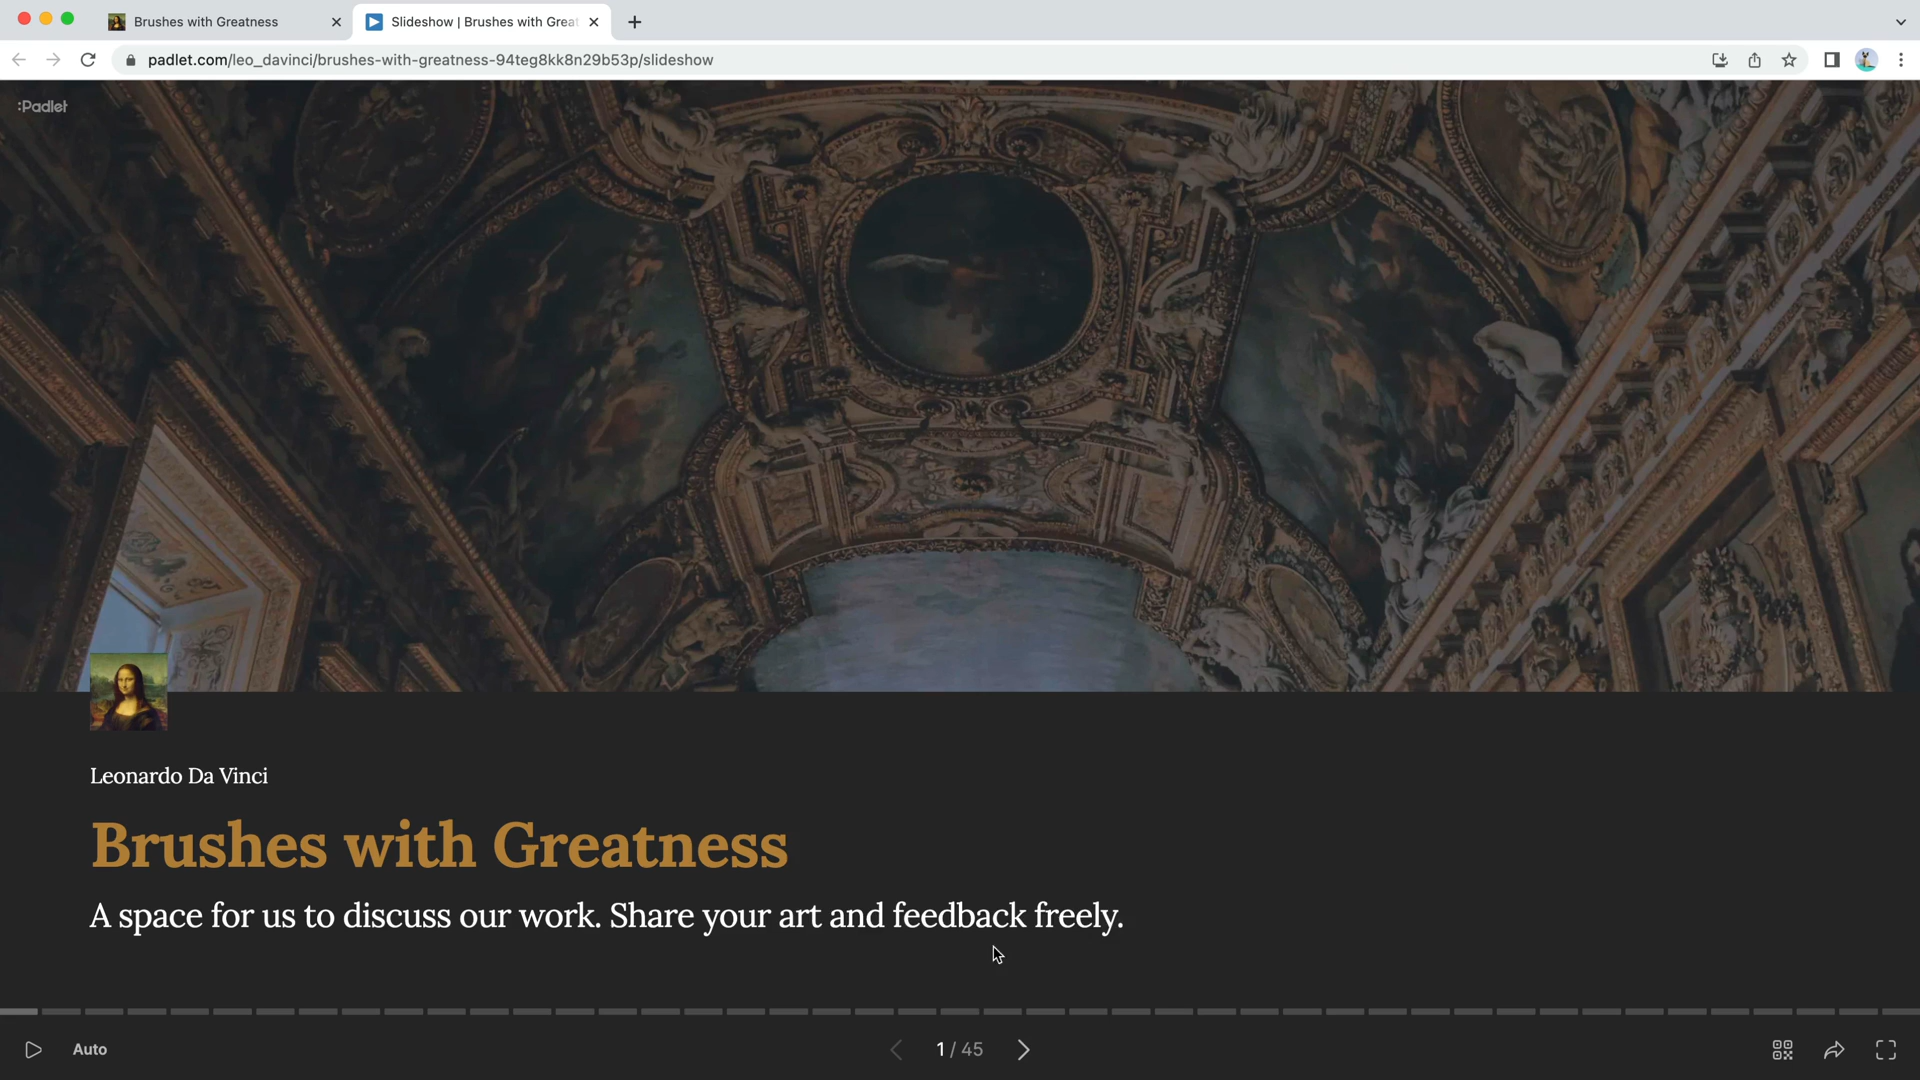 Brushes with Greatness
Slideshow | Brushes with Grea
padlet.com/leo_davinci/brushes-with-greatness-94teg8kk8n29b53p/slideshow
:Padlet
Leonardo Da Vinci
Brushes with Greatness
A space for us to discuss our work. Share your art and feedback freely.
Auto
1 / 45